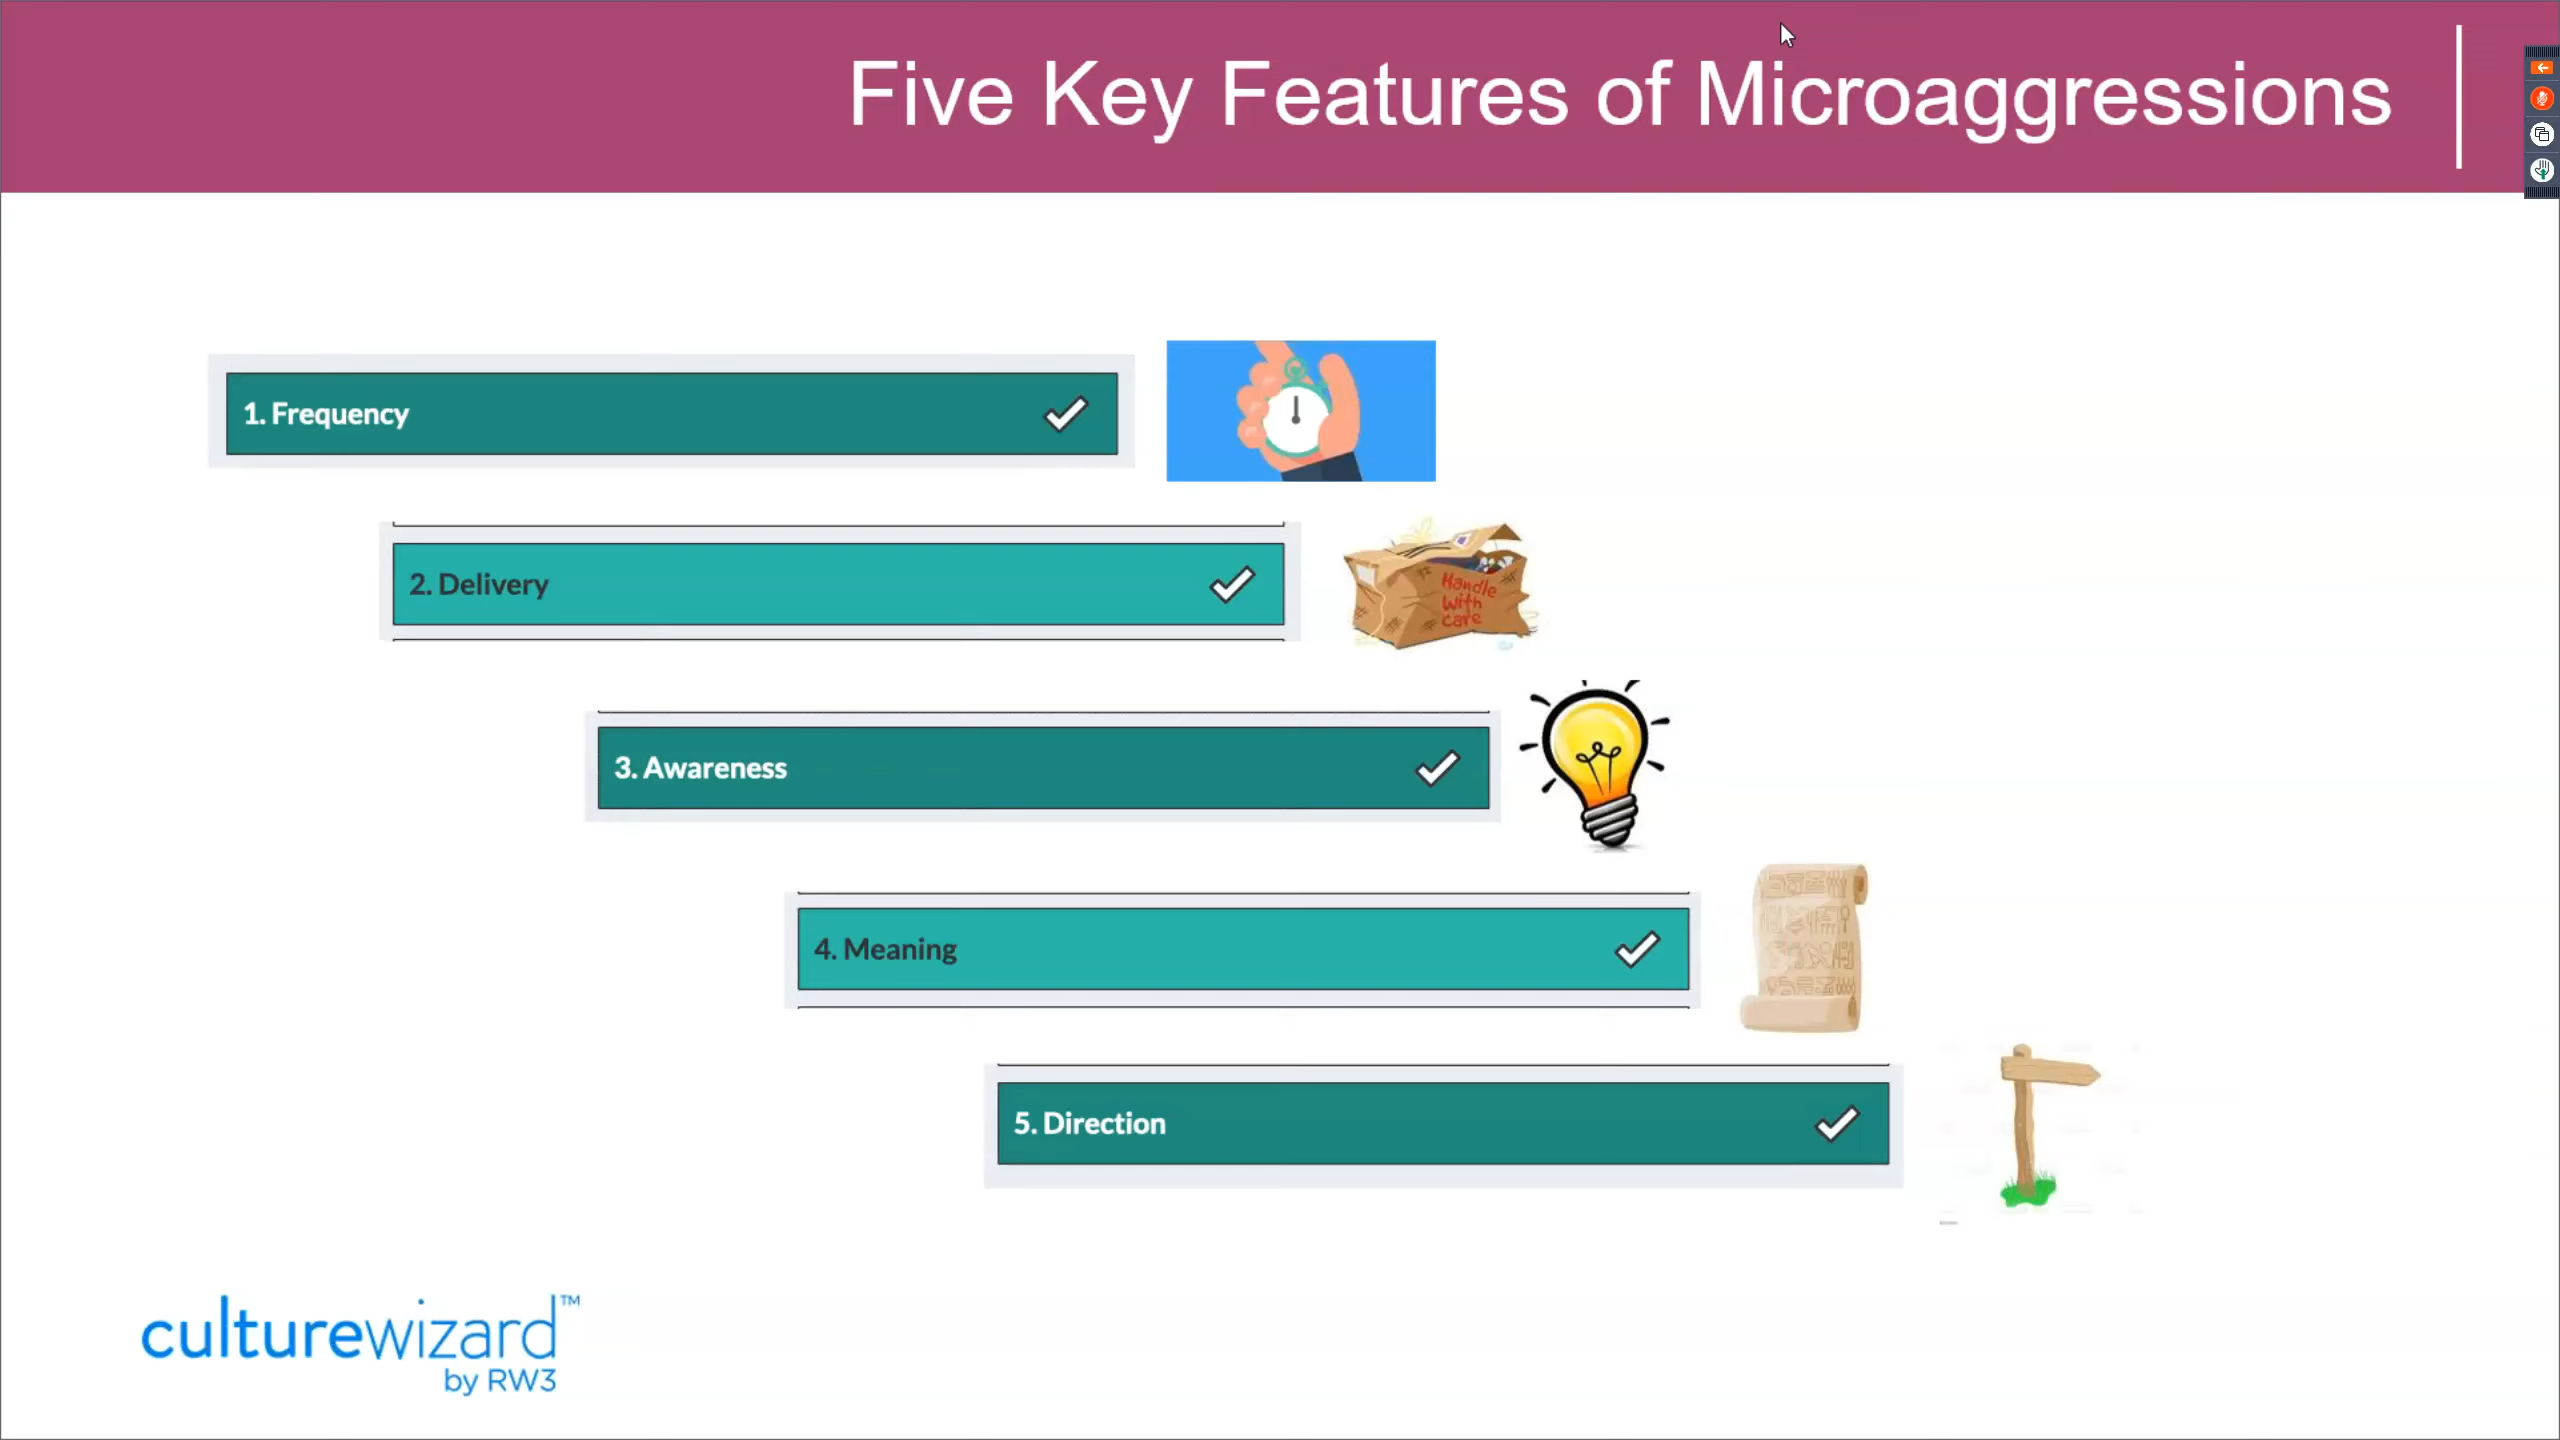 Five Key Features of Microaggressions
1. Frequency
2. Delivery
Handle
with
care
3. Awareness
4. Meaning
5. Direction
culturewizard™
by RW3